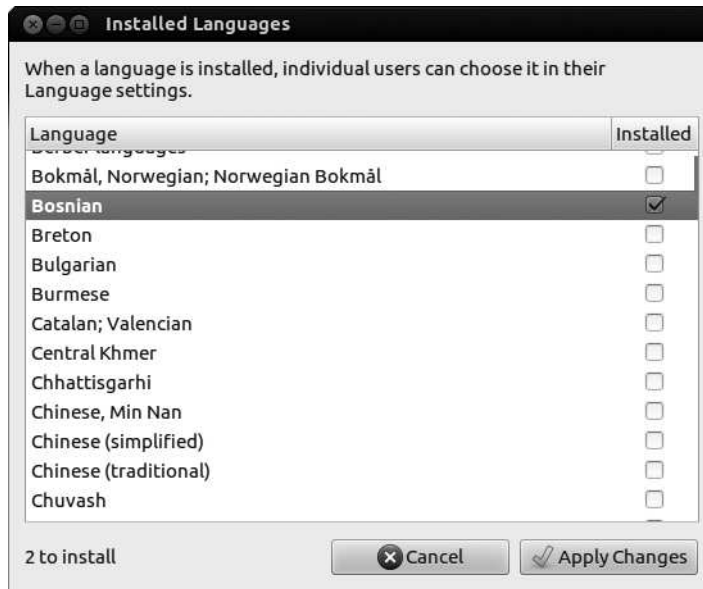 Installed Languages
When a language is installed, individual users can choose it in their
Language settings.
Language Installed
Berber languages
Bokmål, Norwegian; Norwegian Bokmål
Bosnian
Breton
Bulgarian
Burmese
Catalan; Valencian
Central Khmer
Chhattisgarhi
Chinese, Min Nan
Chinese (simplified)
Chinese (traditional)
Chuvash
2 to install Cancel Apply Changes